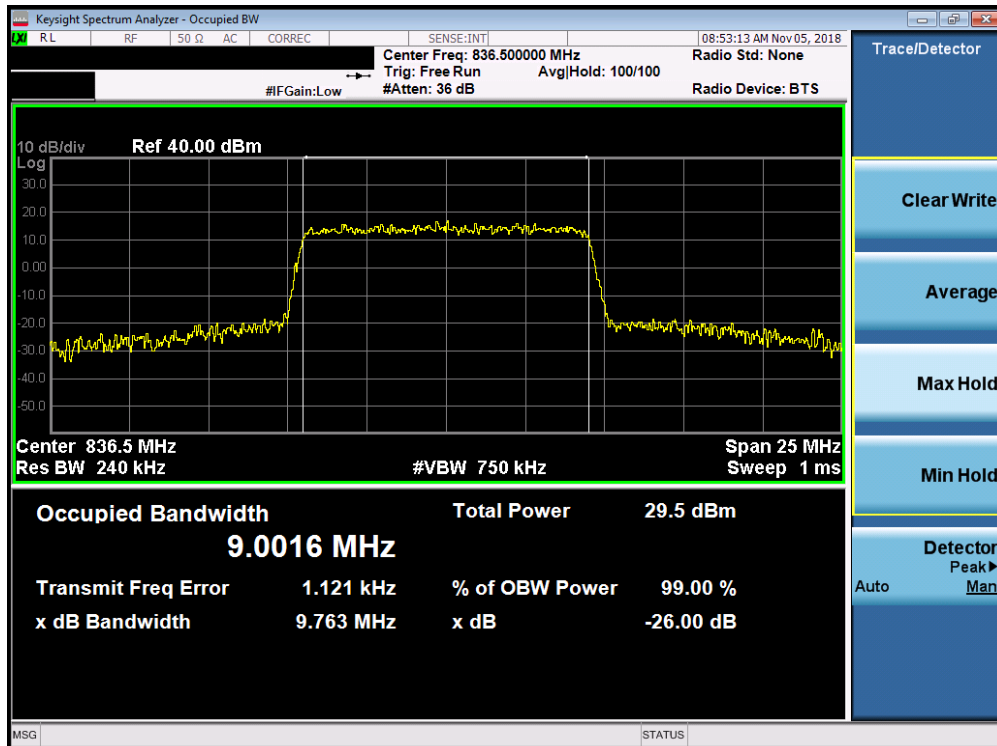 Keysight Spectrum Analyzer - Occupied BW
LXI RL RF 50 Ω AC CORREC SENSE:INT 08:53:13 AM Nov 05, 2018
Center Freq: 836.500000 MHz Radio Std: None
Trig: Free Run Avg|Hold: 100/100
#IFGain:Low #Atten: 36 dB Radio Device: BTS
Trace/Detector
10 dB/div Ref 40.00 dBm
Log
30.0
20.0
10.0
0.00
-10.0
-20.0
-30.0
-40.0
-50.0
Center 836.5 MHz Span 25 MHz
Res BW 240 kHz #VBW 750 kHz Sweep 1 ms
Occupied Bandwidth Total Power 29.5 dBm
9.0016 MHz
Transmit Freq Error 1.121 kHz % of OBW Power 99.00 %
x dB Bandwidth 9.763 MHz x dB -26.00 dB
Clear Write
Average
Max Hold
Min Hold
Detector
Peak▶
Auto Man
MSG STATUS